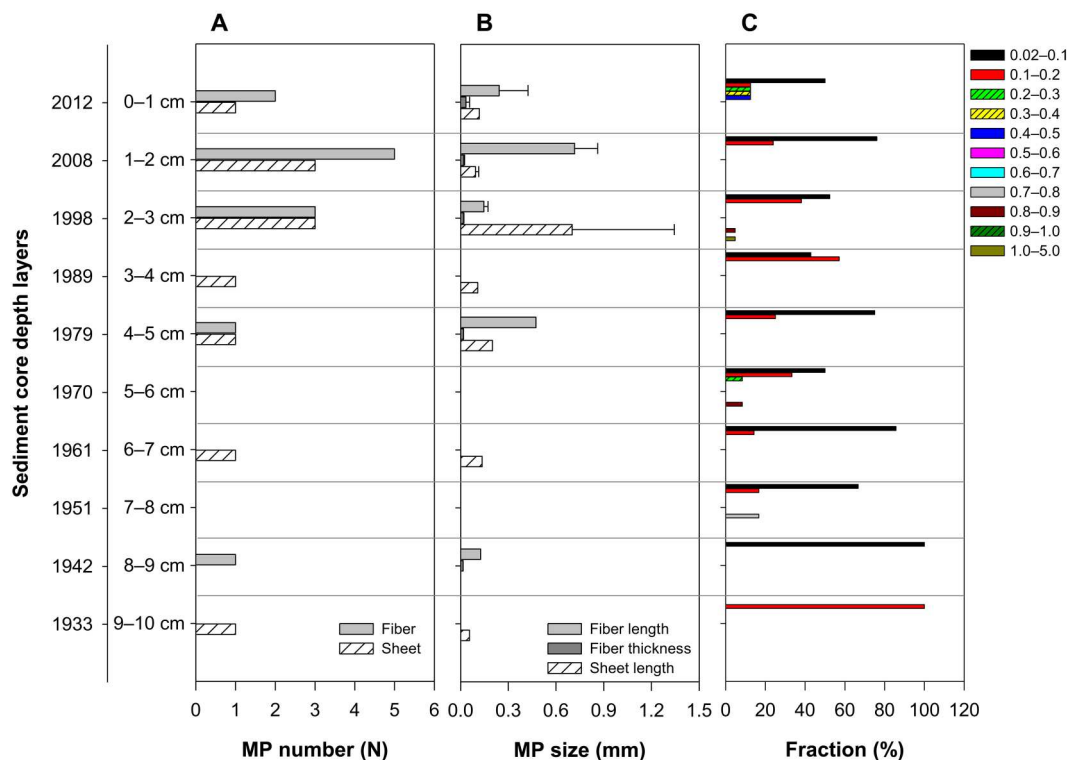 A
B
C
Sediment core depth layers
2012 0–1 cm
2008 1–2 cm
1998 2–3 cm
1989 3–4 cm
1979 4–5 cm
1970 5–6 cm
1961 6–7 cm
1951 7–8 cm
1942 8–9 cm
1933 9–10 cm
Fiber
Sheet
Fiber length
Fiber thickness
Sheet length
0.02–0.1
0.1–0.2
0.2–0.3
0.3–0.4
0.4–0.5
0.5–0.6
0.6–0.7
0.7–0.8
0.8–0.9
0.9–1.0
1.0–5.0
0 1 2 3 4 5 6
0.0 0.3 0.6 0.9 1.2 1.5
0 20 40 60 80 100 120
MP number (N)
MP size (mm)
Fraction (%)